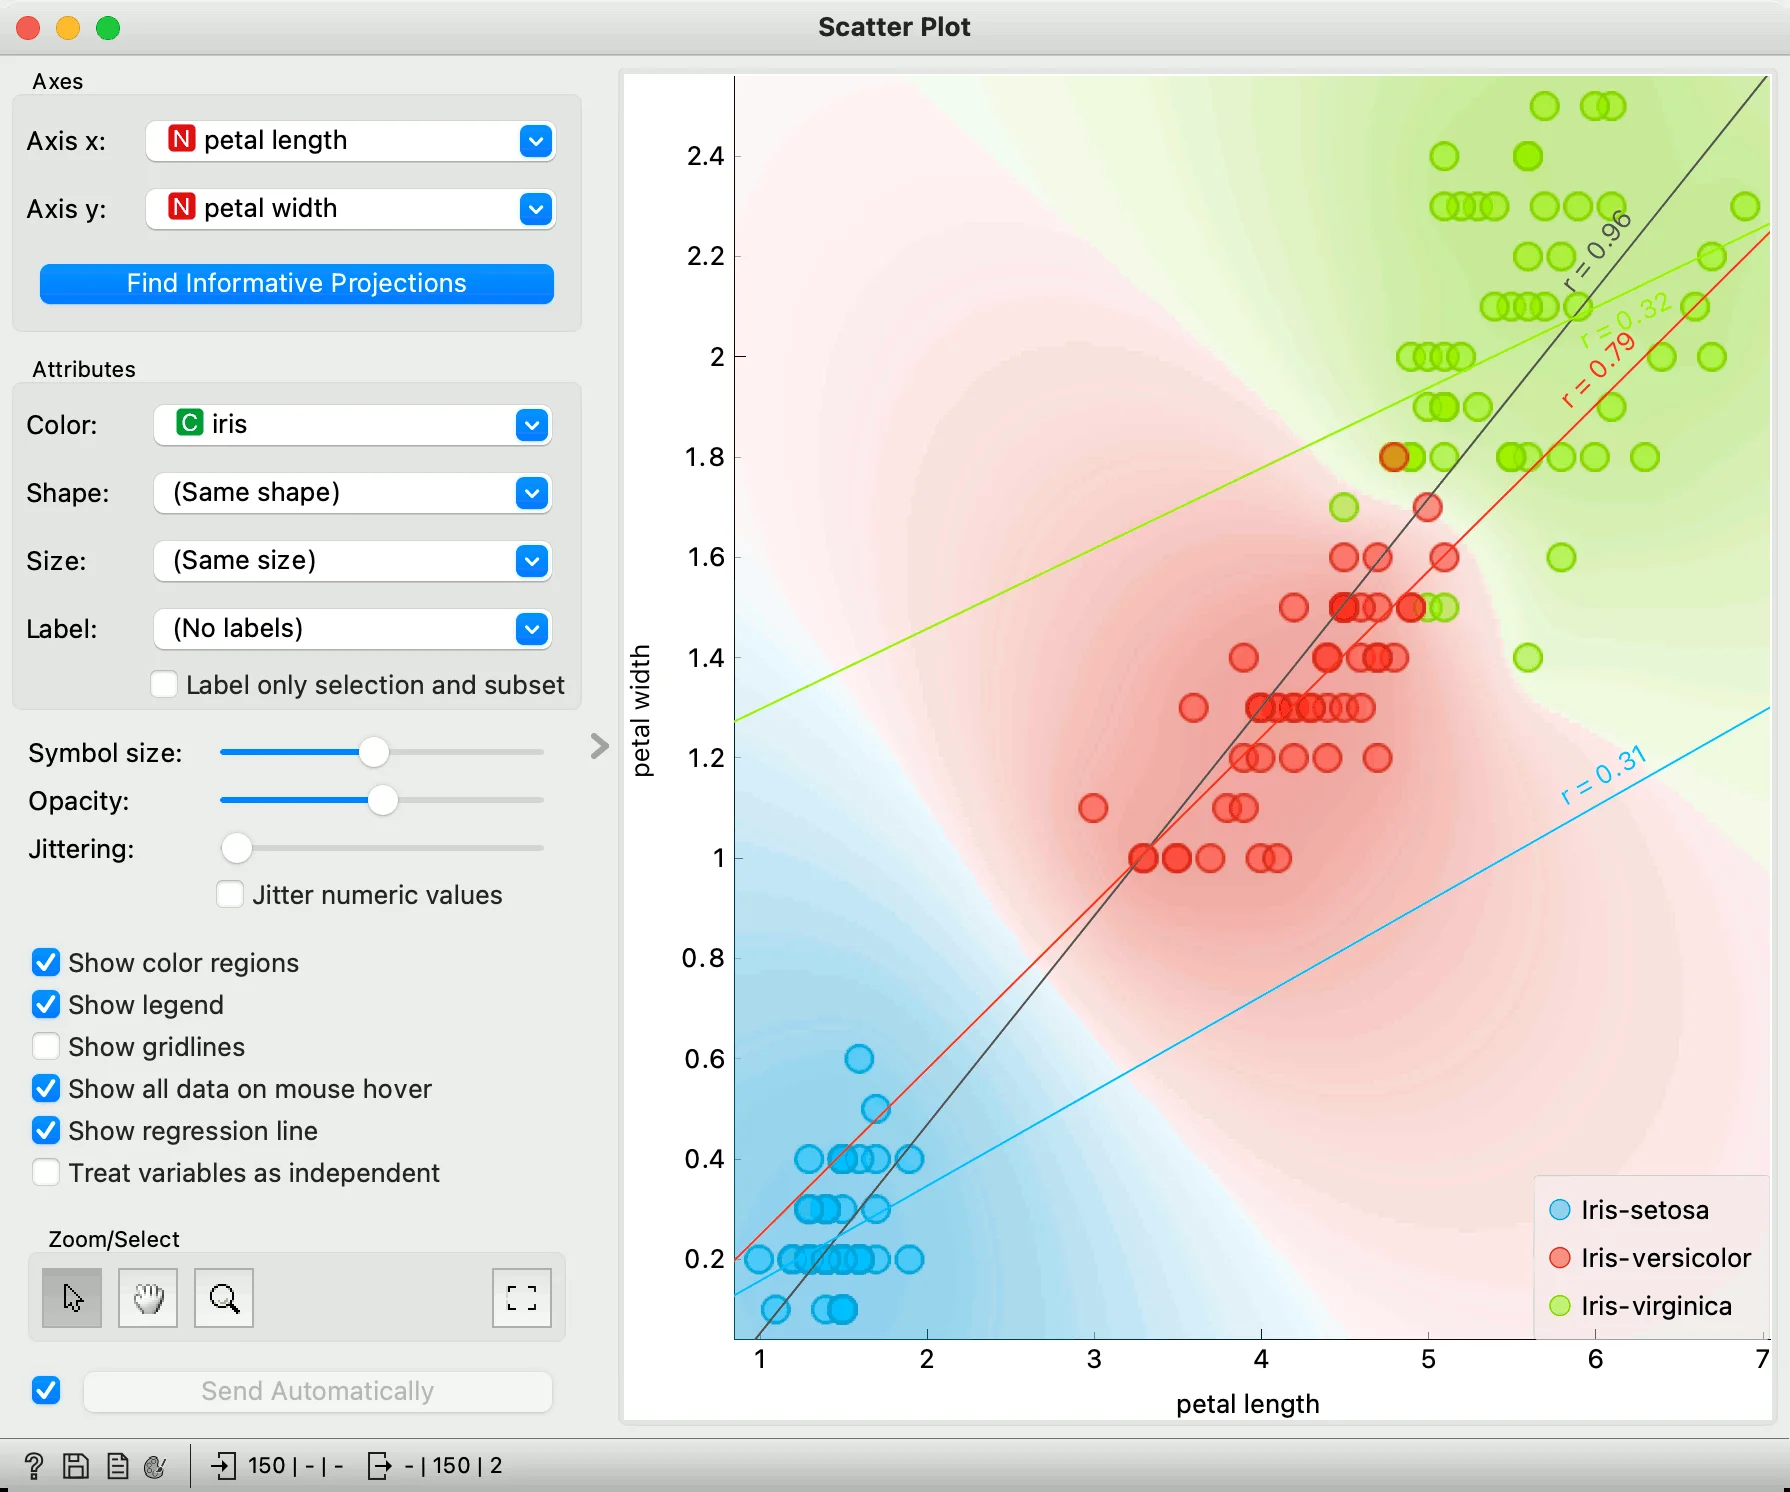 Scatter Plot
Axes
Axis x: N petal length
Axis y: N petal width
Find Informative Projections
Attributes
Color: C iris
Shape: (Same shape)
Size: (Same size)
Label: (No labels)
Label only selection and subset
Symbol size:
Opacity:
Jittering:
Jitter numeric values
Show color regions
Show legend
Show gridlines
Show all data on mouse hover
Show regression line
Treat variables as independent
Zoom/Select
Send Automatically
? 150 | - | - - | 150 | 2
petal width
2.4
2.2
2
1.8
1.6
1.4
1.2
1
0.8
0.6
0.4
0.2
r = 0.96
r = 0.32
r = 0.79
r = 0.31
Iris-setosa
Iris-versicolor
Iris-virginica
1 2 3 4 5 6 7
petal length